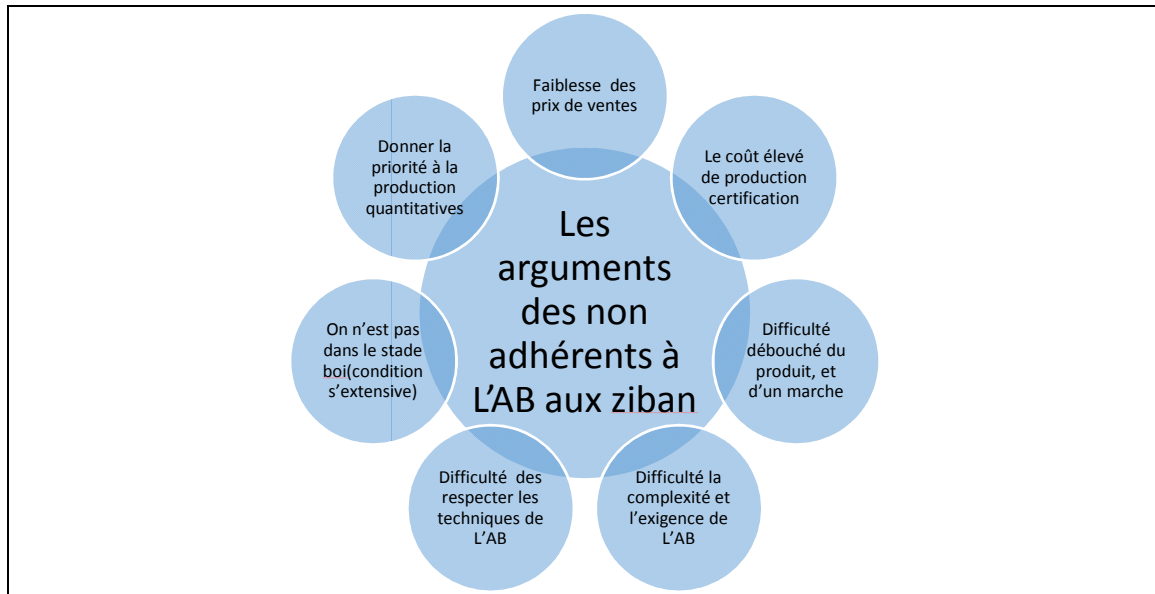 Faiblesse des
prix de ventes
Le coût élevé
de production
certification
Difficulté
débouché du
produit, et
d’un marche
Difficulté la
complexité et
l’exigence de
L’AB
Difficulté des
respecter les
techniques de
L’AB
On n’est pas
dans le stade
boi(condition
s’extensive)
Donner la
priorité à la
production
quantitatives
Les
arguments
des non
adhérents à
L’AB aux ziban